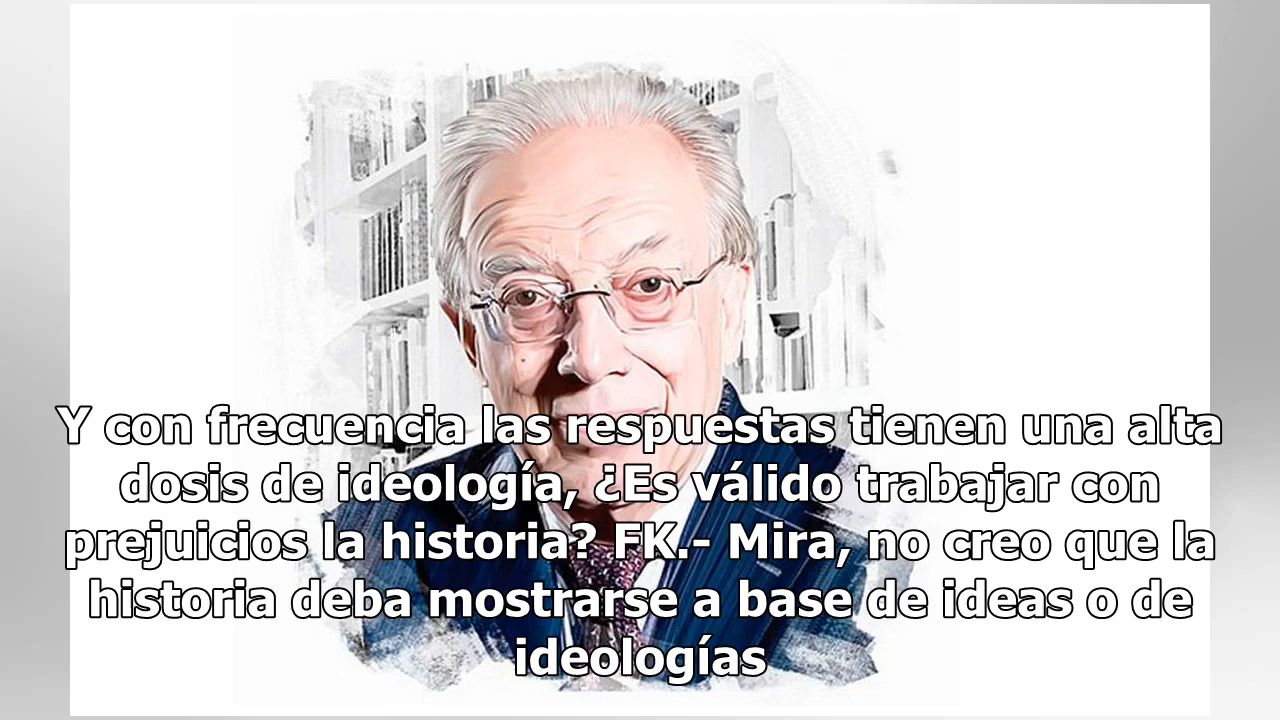 Y con frecuencia las respuestas tienen una alta
dosis de ideología, ¿Es válido trabajar con
prejuicios la historia? FK.- Mira, no creo que la
historia deba mostrarse a base de ideas o de
ideologías